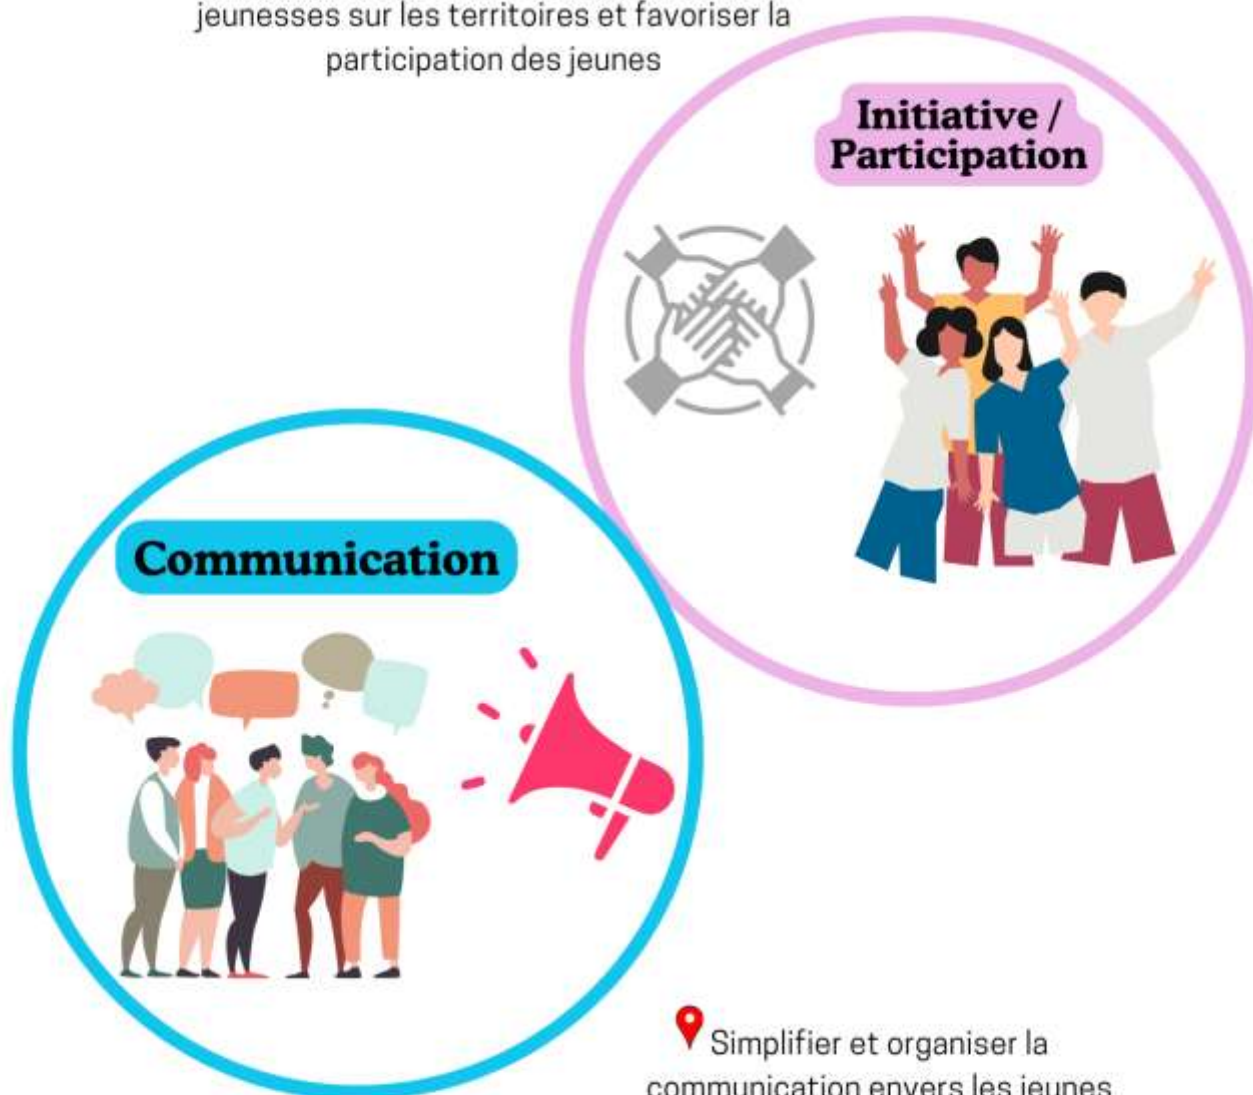 jeunesses sur les territoires et favoriser la
participation des jeunes
Initiative /
Participation
Communication
Simplifier et organiser la
communication envers les jeunes